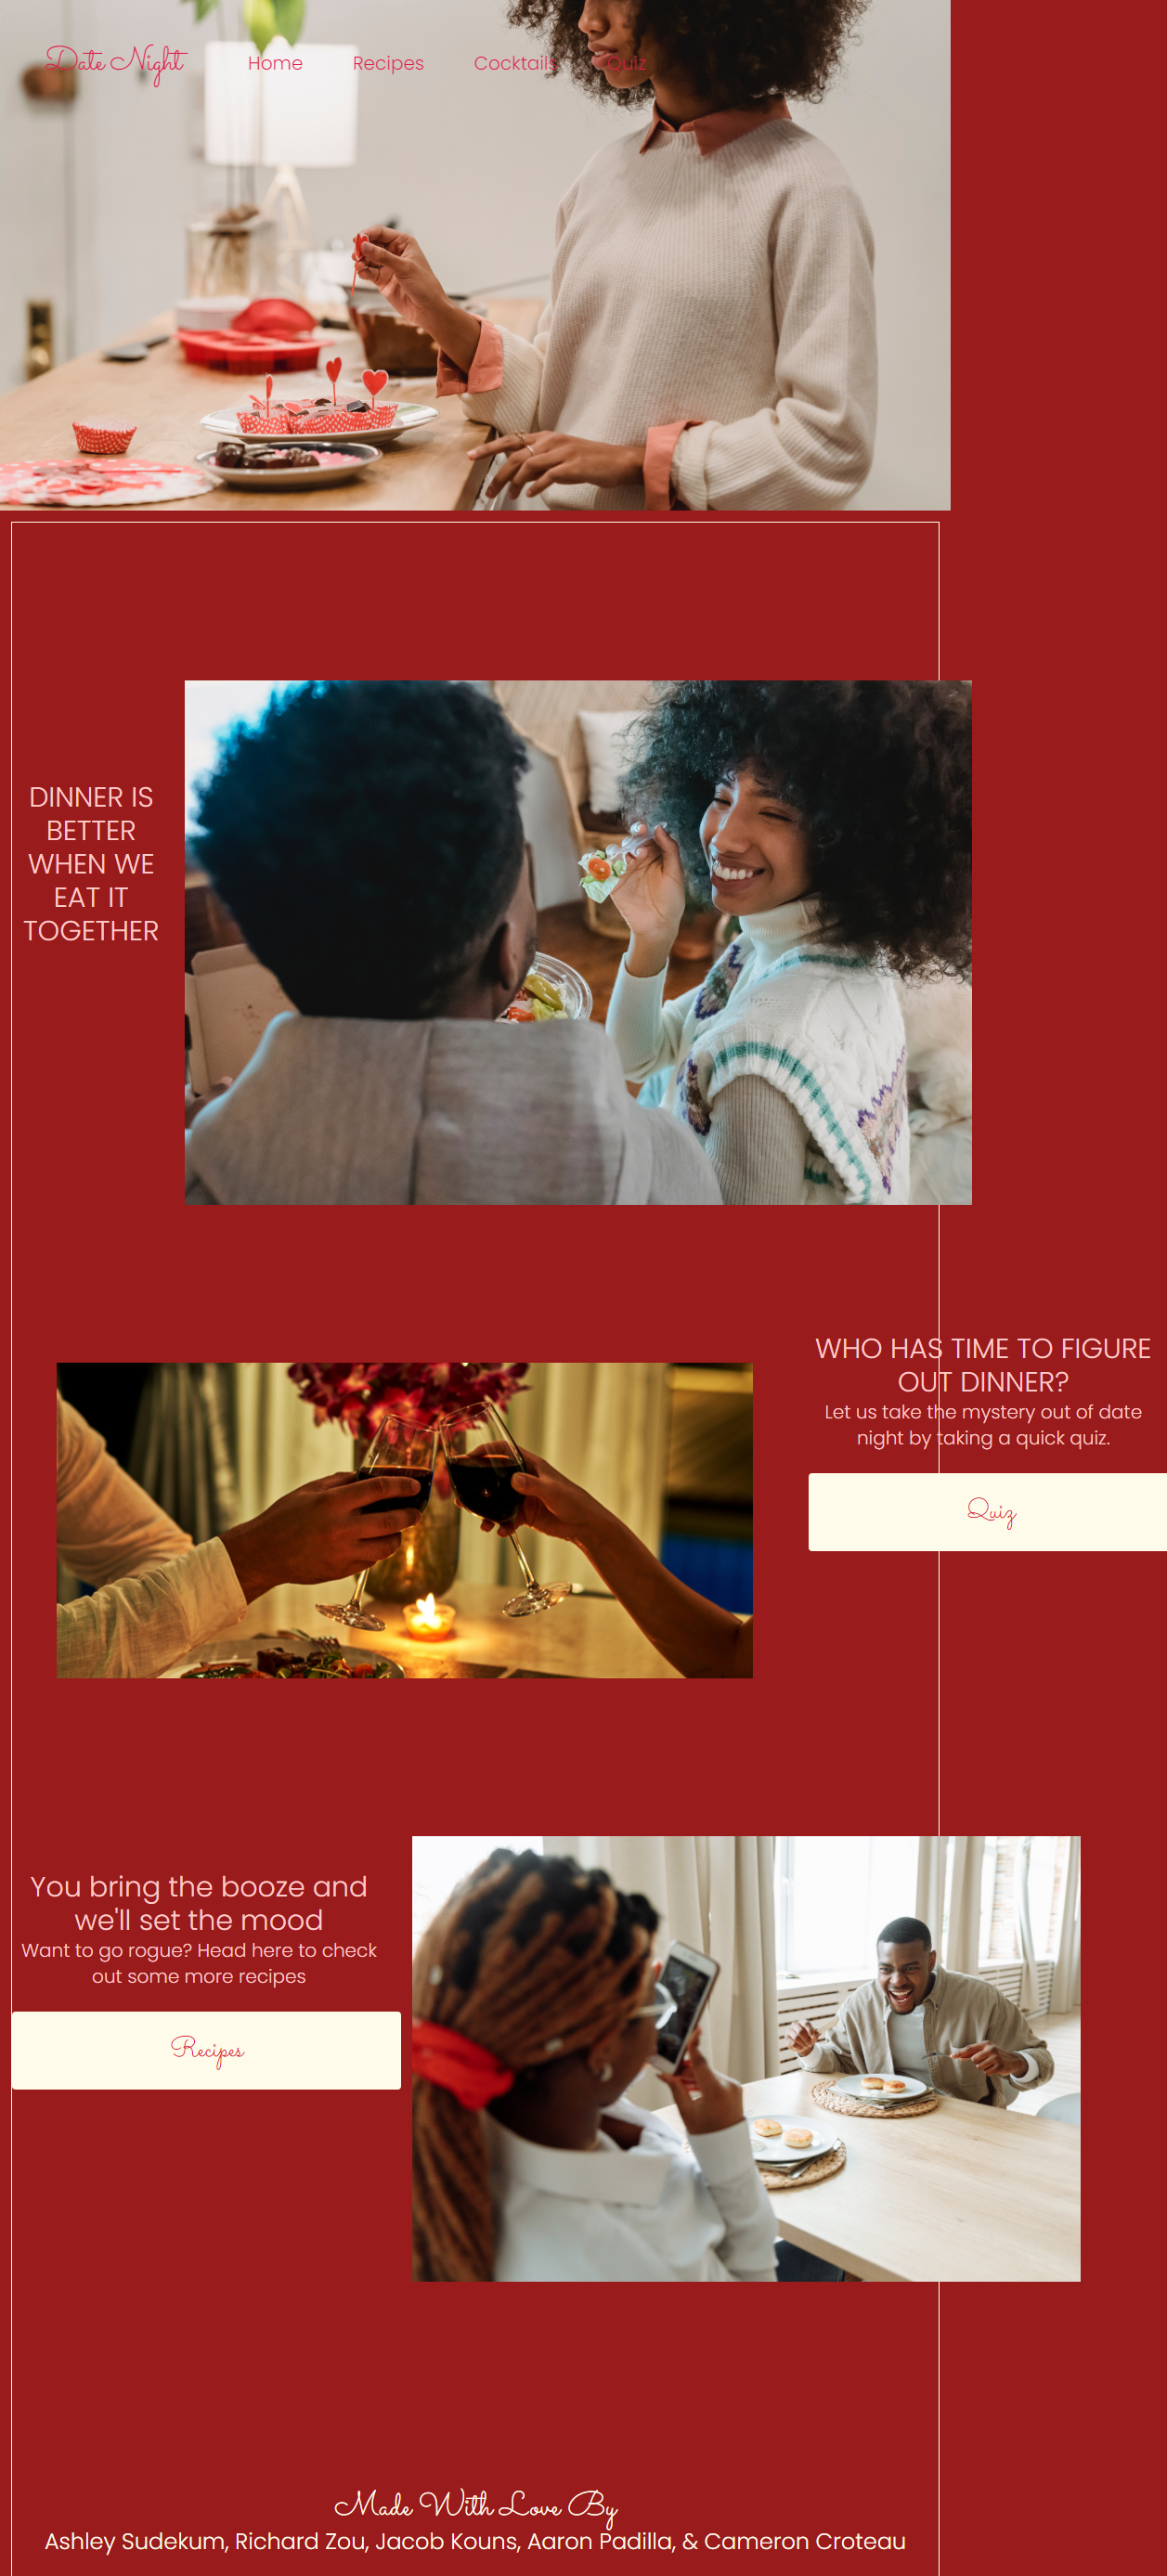 Date Night Home Recipes Cocktails Quiz
DINNER IS
BETTER
WHEN WE
EAT IT
TOGETHER
WHO HAS TIME TO FIGURE
OUT DINNER?
Let us take the mystery out of date
night by taking a quick quiz.
Quiz
You bring the booze and
we'll set the mood
Want to go rogue? Head here to check
out some more recipes
Recipes
Made With Love By
Ashley Sudekum, Richard Zou, Jacob Kouns, Aaron Padilla, & Cameron Croteau